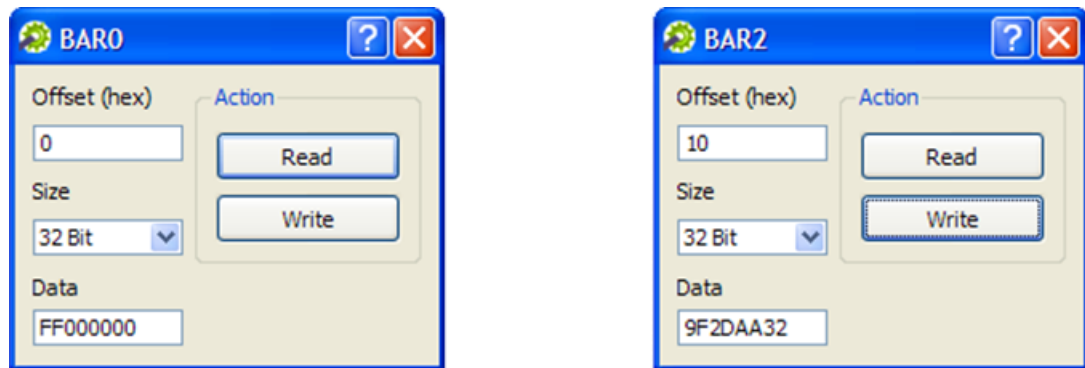 BAR0
Offset (hex)
Action
0
Read
Size
32 Bit
Write
Data
FF000000
BAR2
Offset (hex)
Action
10
Read
Size
32 Bit
Write
Data
9F2DAA32